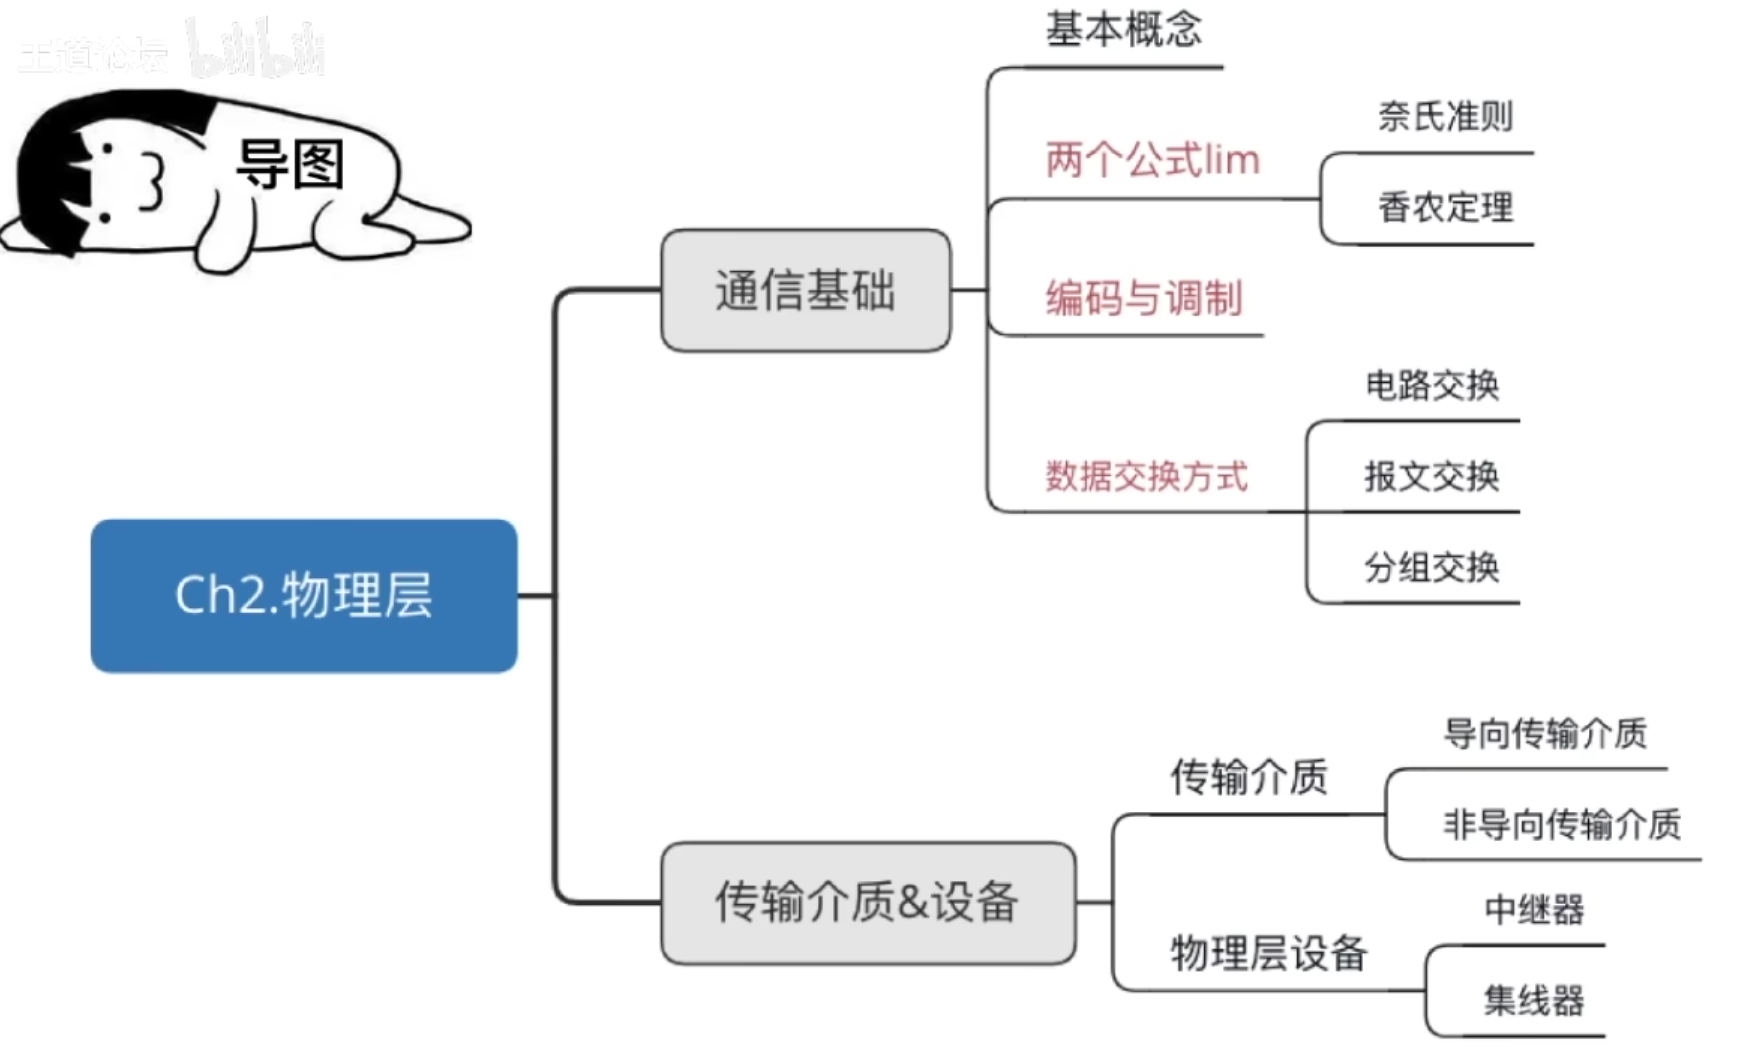 王道论坛 bilibili
导图
Ch2.物理层
通信基础
基本概念
两个公式lim
奈氏准则
香农定理
编码与调制
数据交换方式
电路交换
报文交换
分组交换
传输介质&设备
传输介质
导向传输介质
非导向传输介质
物理层设备
中继器
集线器